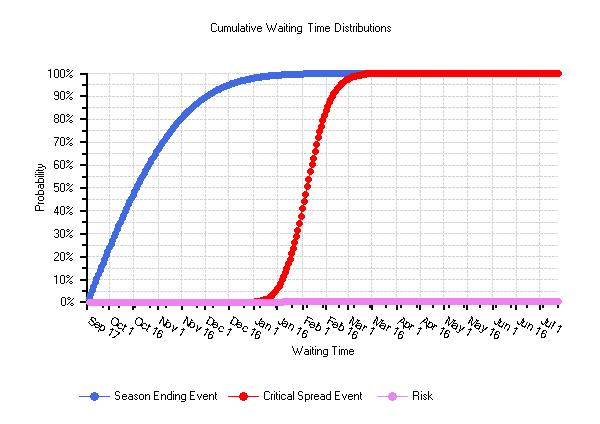 Cumulative Waiting Time Distributions
100%
90%
80%
70%
60%
50%
40%
30%
20%
10%
0%
Probability
Sep 17
Oct 1
Oct 16
Nov 1
Nov 16
Dec 1
Dec 16
Jan 1
Jan 16
Feb 1
Feb 16
Mar 1
Mar 16
Apr 1
Apr 16
May 1
May 16
Jun 1
Jun 16
Jul 1
Waiting Time
Season Ending Event Critical Spread Event Risk